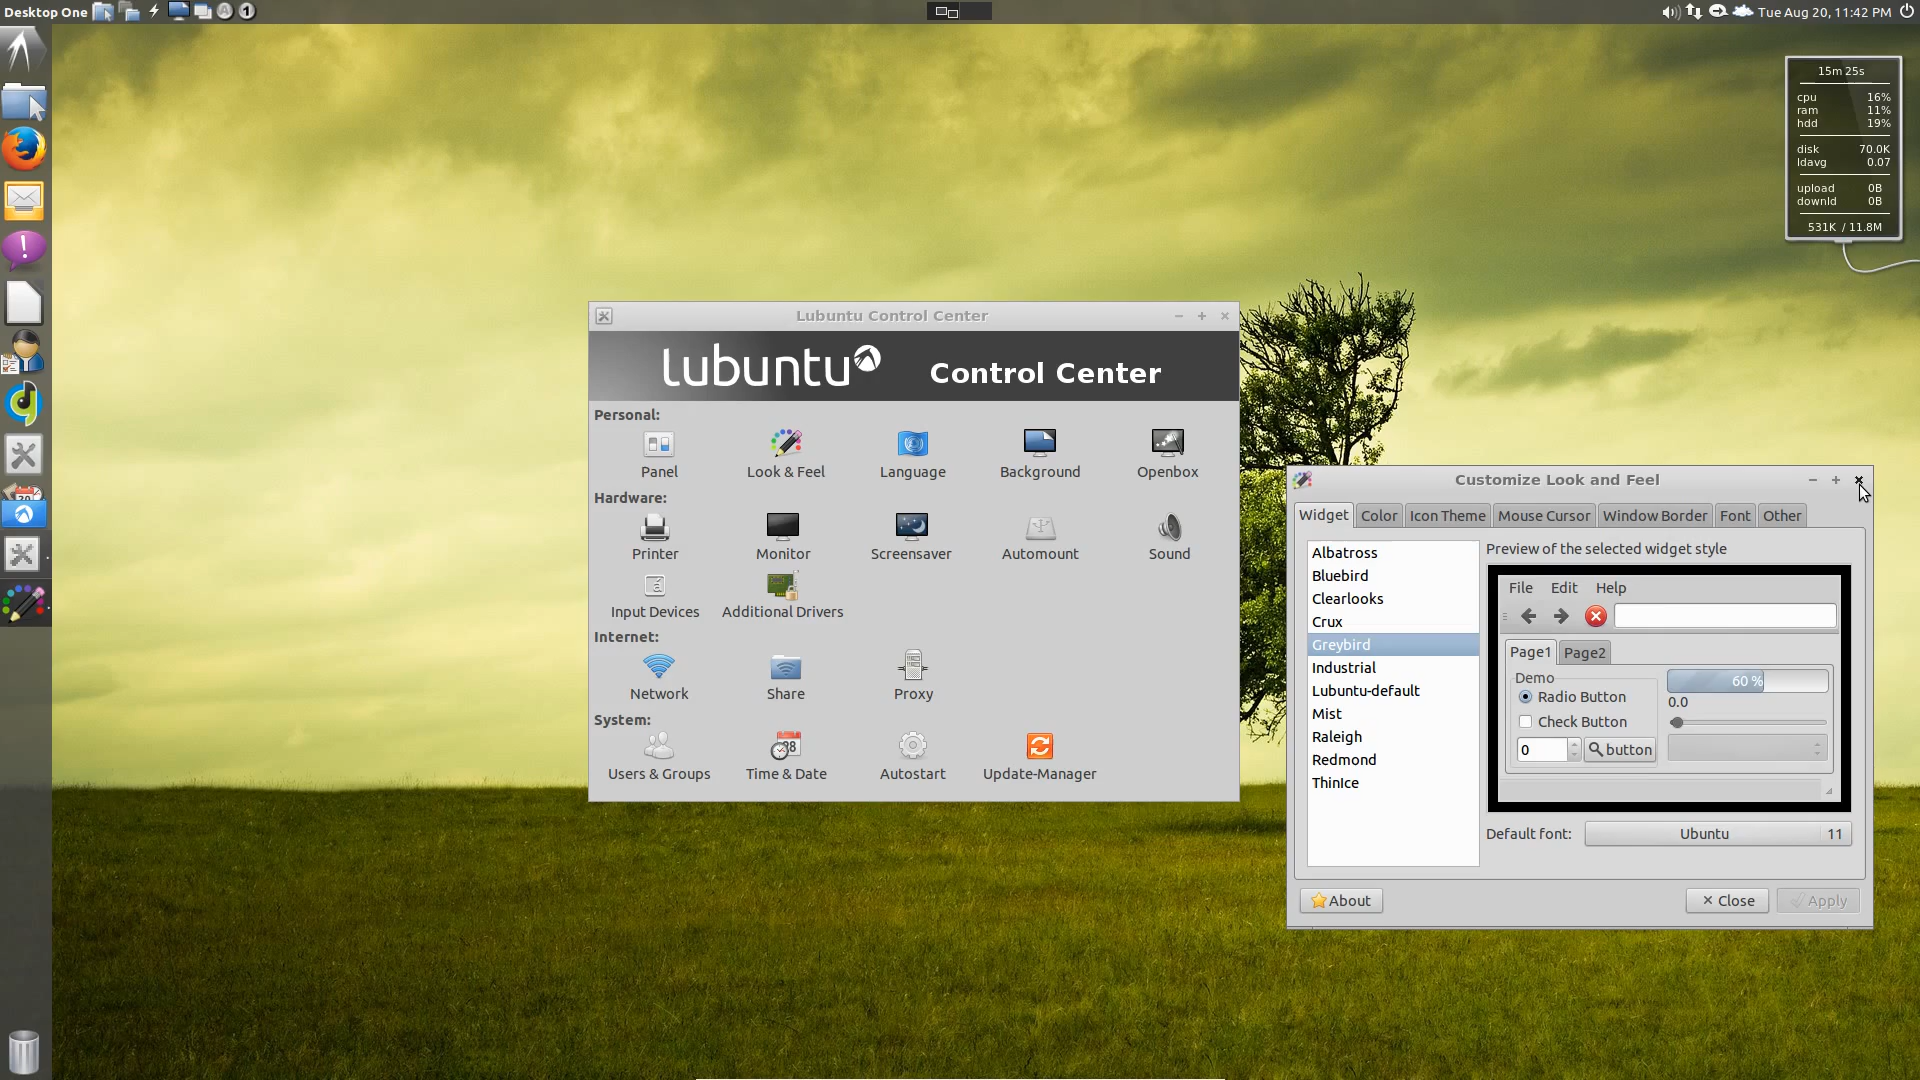 Desktop One
Tue Aug 20, 11:42 PM
15m 25s
cpu 16%
ram 11%
hdd 19%
disk 70.0K
ldavg 0.07
upload 0B
downld 0B
531K / 11.8M
Lubuntu Control Center
lubuntu Control Center
Personal:
Panel Look & Feel Language Background Openbox
Hardware:
Printer Monitor Screensaver Automount Sound
Input Devices Additional Drivers
Internet:
Network Share Proxy
System:
Users & Groups Time & Date Autostart Update-Manager
Customize Look and Feel
Widget Color Icon Theme Mouse Cursor Window Border Font Other
Albatross
Bluebird
Clearlooks
Crux
Greybird
Industrial
Lubuntu-default
Mist
Raleigh
Redmond
ThinIce
Preview of the selected widget style
File Edit Help
Page1 Page2
Demo
Radio Button
Check Button
0 button
60 %
0.0
Default font: Ubuntu 11
About Close Apply